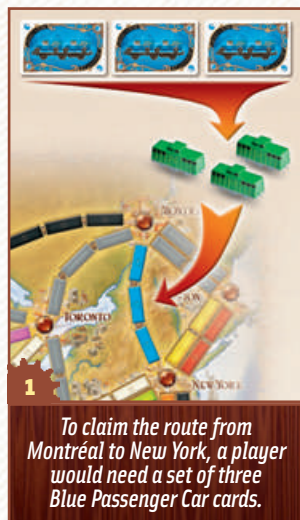 TORONTO
NEW YORK
1
To claim the route from
Montréal to New York, a player
would need a set of three
Blue Passenger Car cards.